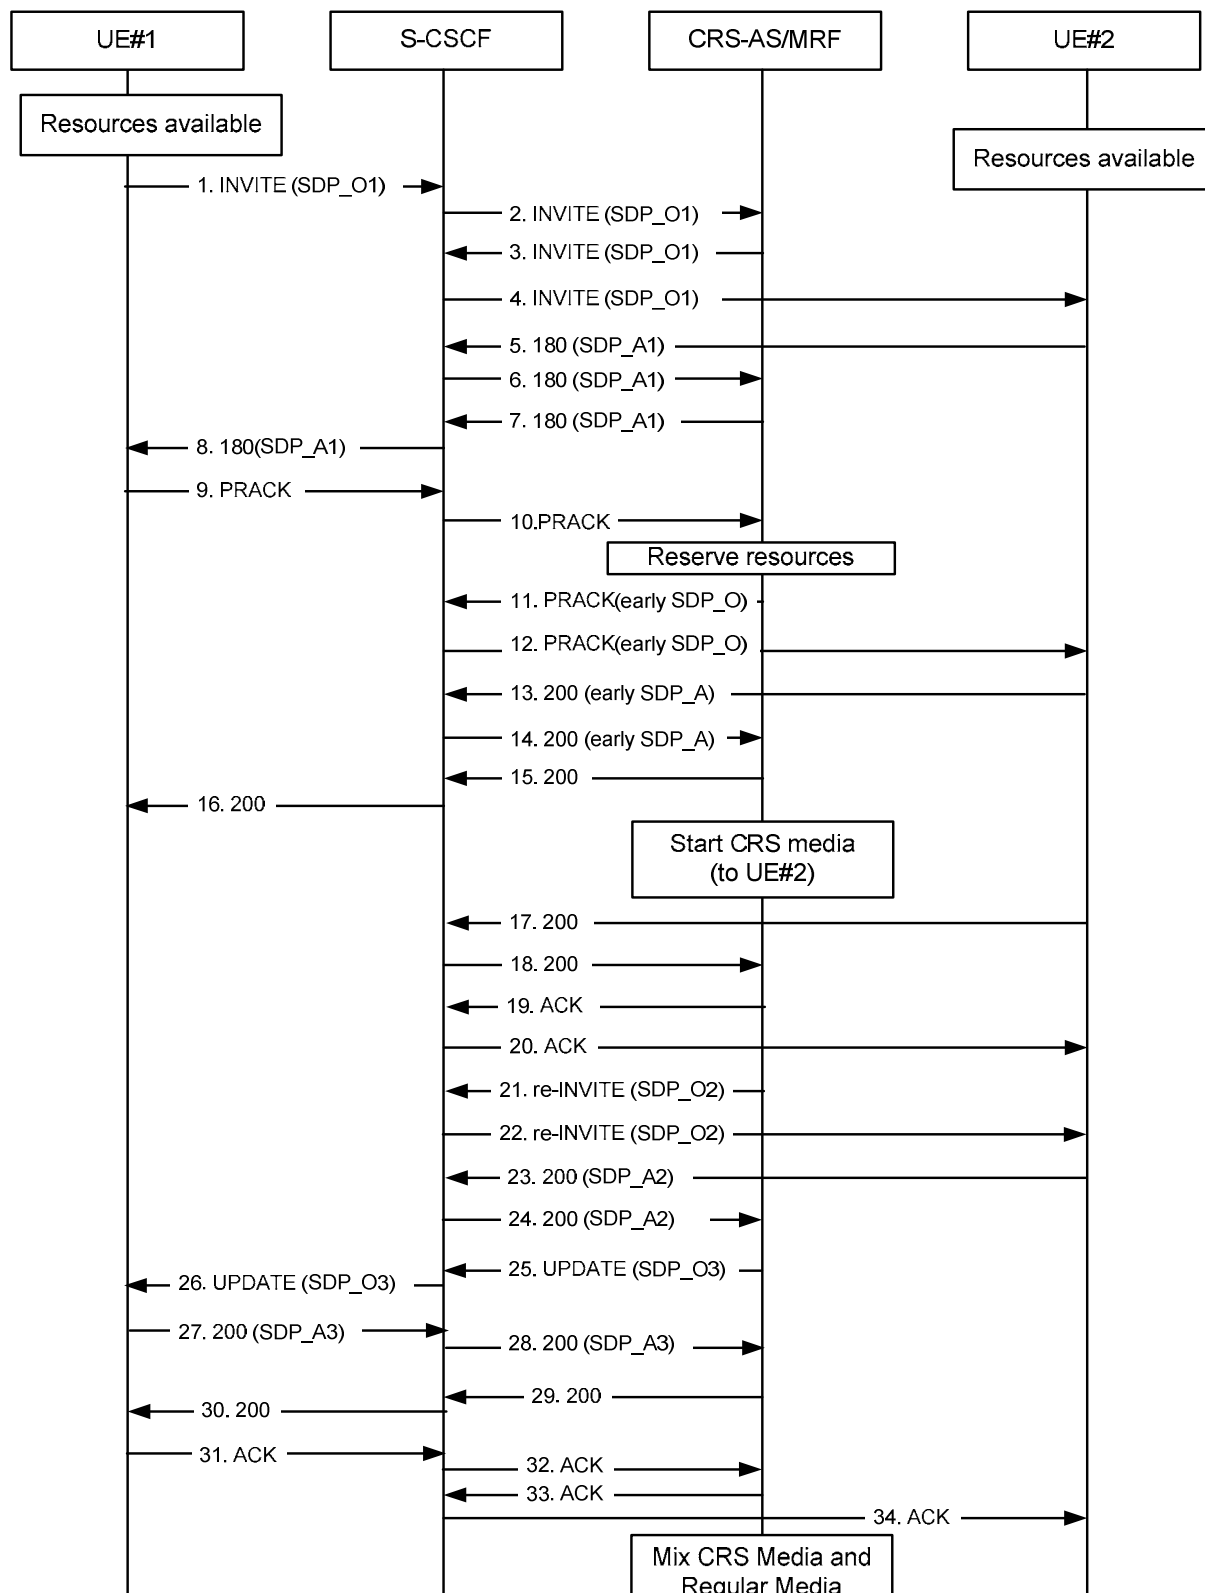 UE#1
S-CSCF
CRS-AS/MRF
UE#2
Resources available
Resources available
1. INVITE (SDP_O1)
2. INVITE (SDP_O1)
3. INVITE (SDP_O1)
4. INVITE (SDP_O1)
5. 180 (SDP_A1)
6. 180 (SDP_A1)
7. 180 (SDP_A1)
8. 180(SDP_A1)
9. PRACK
10.PRACK
Reserve resources
11. PRACK(early SDP_O)
12. PRACK(early SDP_O)
13. 200 (early SDP_A)
14. 200 (early SDP_A)
15. 200
16. 200
Start CRS media
(to UE#2)
17. 200
18. 200
19. ACK
20. ACK
21. re-INVITE (SDP_O2)
22. re-INVITE (SDP_O2)
23. 200 (SDP_A2)
24. 200 (SDP_A2)
25. UPDATE (SDP_O3)
26. UPDATE (SDP_O3)
27. 200 (SDP_A3)
28. 200 (SDP_A3)
29. 200
30. 200
31. ACK
32. ACK
33. ACK
34. ACK
Mix CRS Media and
Regular Media